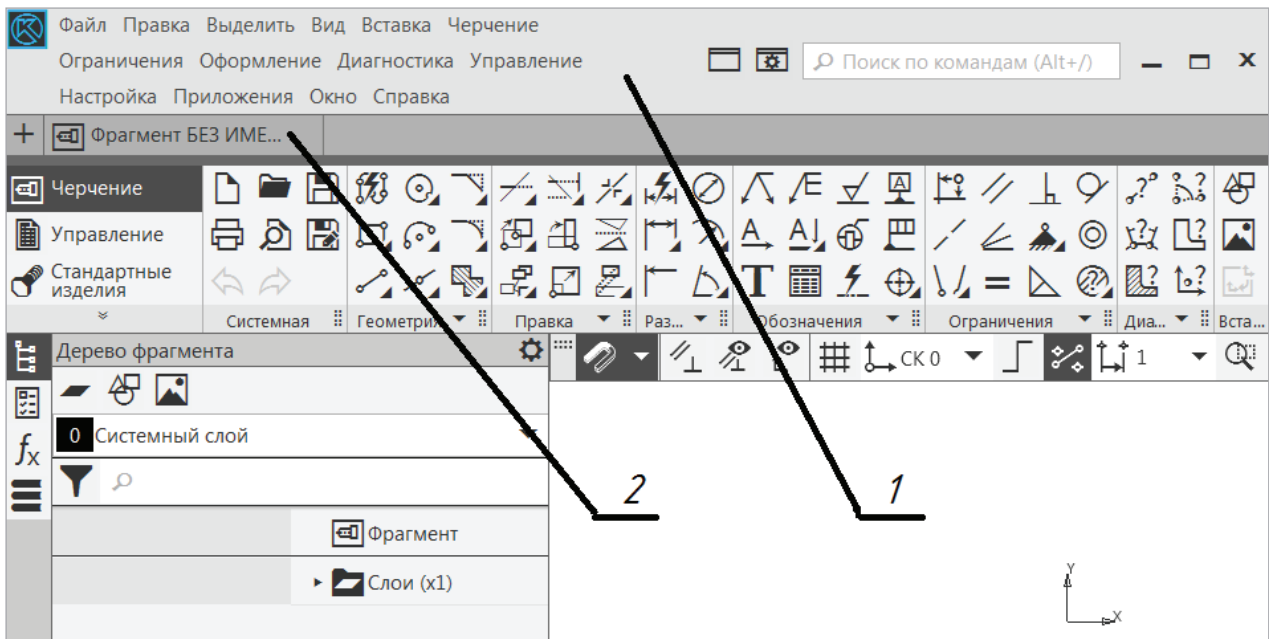 Файл Правка Выделить Вид Вставка Черчение
Ограничения Оформление Диагностика Управление
Поиск по командам (Alt+/)
Настройка Приложения Окно Справка
Фрагмент БЕЗ ИМЕ...
Черчение
Управление
Стандартные
изделия
Системная Геометрия Правка Раз... Обозначения Ограничения Диа... Вста...
Дерево фрагмента
СК 0 1
0 Системный слой
fx
2 1
Фрагмент
Слои (x1)
Y
X